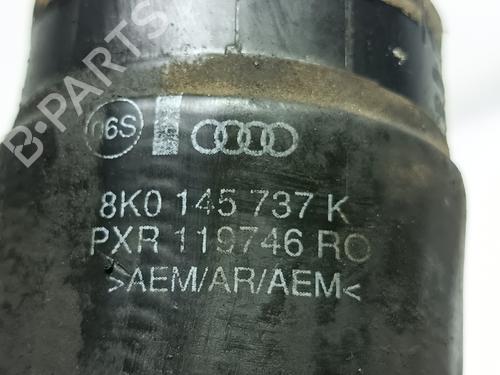 B-PARTS
06S
8K0 145 737 K
PXR 119746 RO
>AEM/AR/AEM<